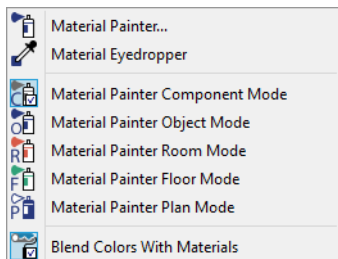 Material Painter...
Material Eyedropper
C Material Painter Component Mode
O Material Painter Object Mode
R Material Painter Room Mode
F Material Painter Floor Mode
P Material Painter Plan Mode
Blend Colors With Materials